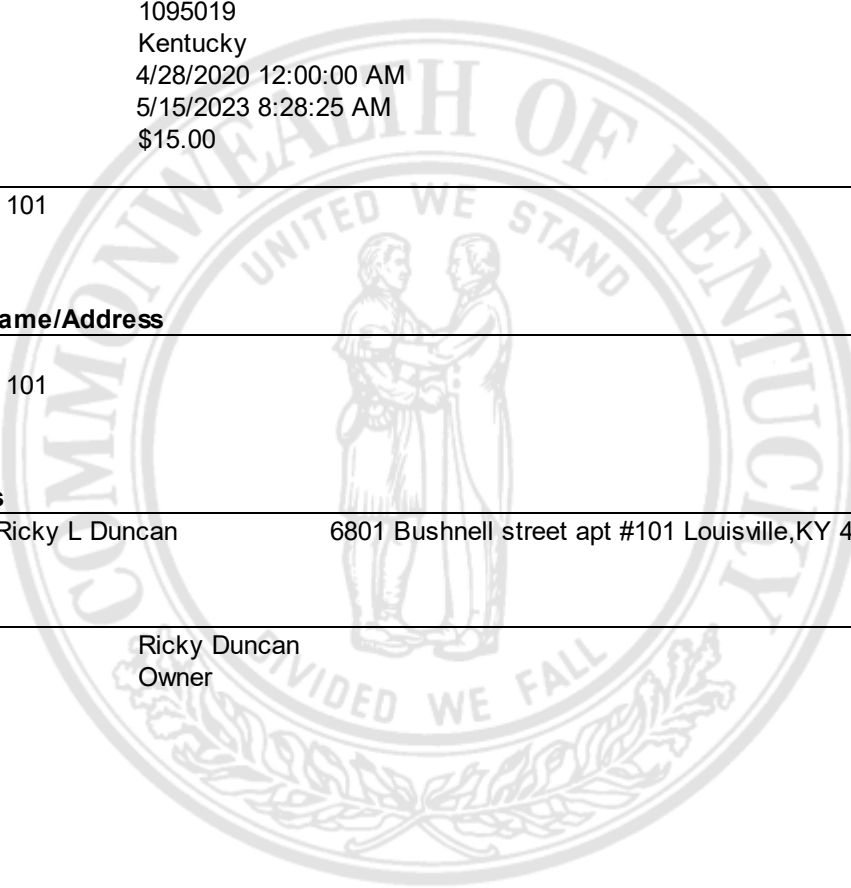 1095019
Kentucky
4/28/2020 12:00:00 AM
5/15/2023 8:28:25 AM
$15.00
101
ame/Address
101
s
Ricky L Duncan 6801 Bushnell street apt #101 Louisville,KY 4
Ricky Duncan
Owner
COMMONWEALTH OF KENTUCKY
UNITED WE STAND
DIVIDED WE FALL